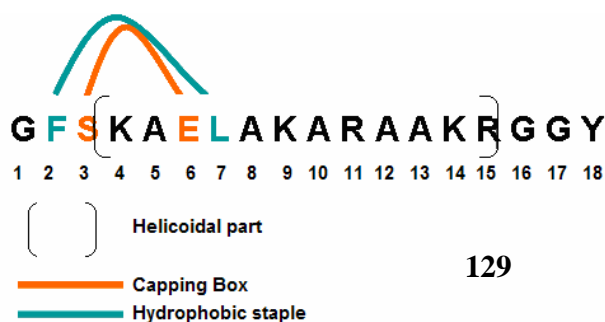 G F S K A E L A K A R A A K R G G Y
1 2 3 4 5 6 7 8 9 10 11 12 13 14 15 16 17 18
Helicoidal part
129
Capping Box
Hydrophobic staple